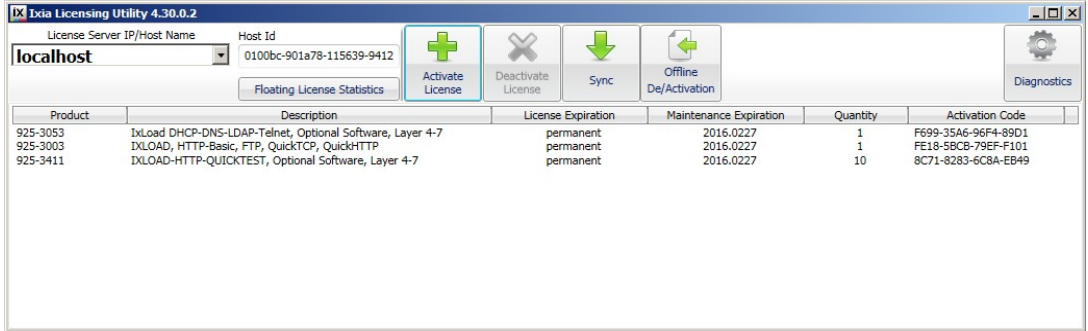 IX Ixia Licensing Utility 4.30.0.2
License Server IP/Host Name
localhost
Host Id
0100bc-901a78-115639-9412
Floating License Statistics
Activate
License
Deactivate
License
Sync
Offline
De/Activation
Diagnostics
Product Description License Expiration Maintenance Expiration Quantity Activation Code
925-3053 IxLoad DHCP-DNS-LDAP-Telnet, Optional Software, Layer 4-7 permanent 2016.0227 1 F699-35A6-96F4-89D1
925-3003 IXLOAD, HTTP-Basic, FTP, QuickTCP, QuickHTTP permanent 2016.0227 1 FE18-5BCB-79EF-F101
925-3411 IXLOAD-HTTP-QUICKTEST, Optional Software, Layer 4-7 permanent 2016.0227 10 8C71-8283-6C8A-EB49